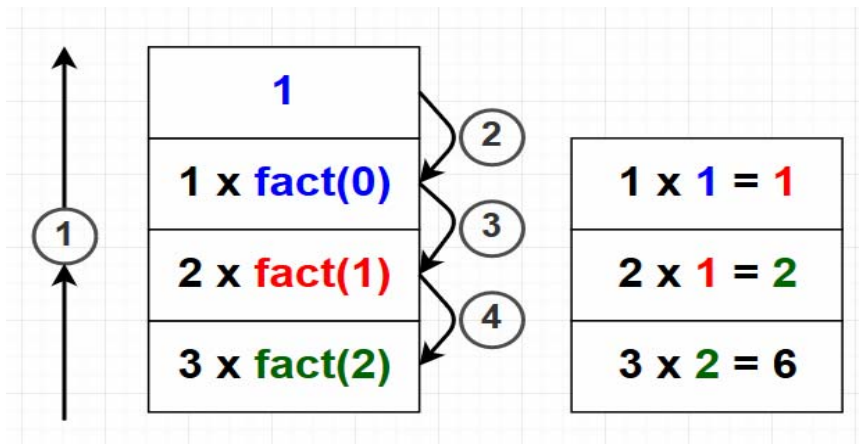 1
1 x fact(0)
2 x fact(1)
3 x fact(2)
1
2
3
4
1 x 1 = 1
2 x 1 = 2
3 x 2 = 6